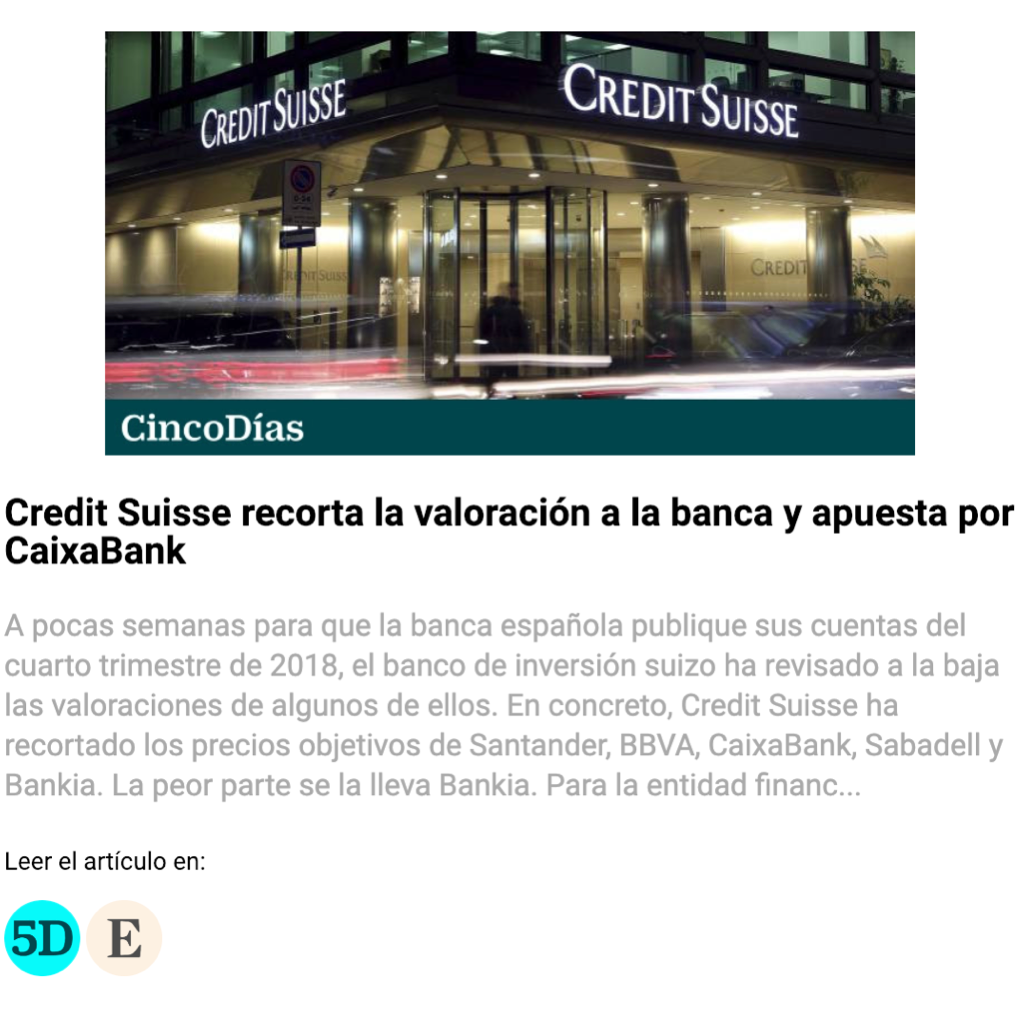 CREDIT SUISSE
CREDIT SUISSE
CREDIT SUISSE
CREDIT
SE
CincoDías
Credit Suisse recorta la valoración a la banca y apuesta por
CaixaBank
A pocas semanas para que la banca española publique sus cuentas del
cuarto trimestre de 2018, el banco de inversión suizo ha revisado a la baja
las valoraciones de algunos de ellos. En concreto, Credit Suisse ha
recortado los precios objetivos de Santander, BBVA, CaixaBank, Sabadell y
Bankia. La peor parte se la lleva Bankia. Para la entidad financ...
Leer el artículo en:
5D E